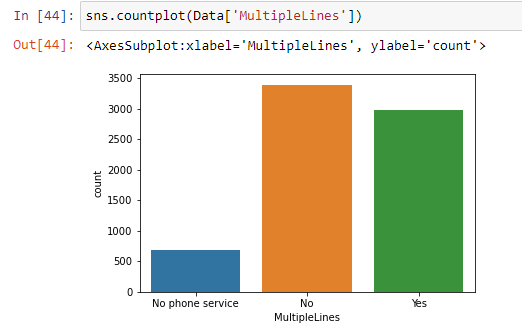 In [44]: sns.countplot(Data['MultipleLines'])
Out[44]: <AxesSubplot:xlabel='MultipleLines', ylabel='count'>
3500
3000
2500
2000
1500
1000
500
0
count
No phone service No Yes
MultipleLines